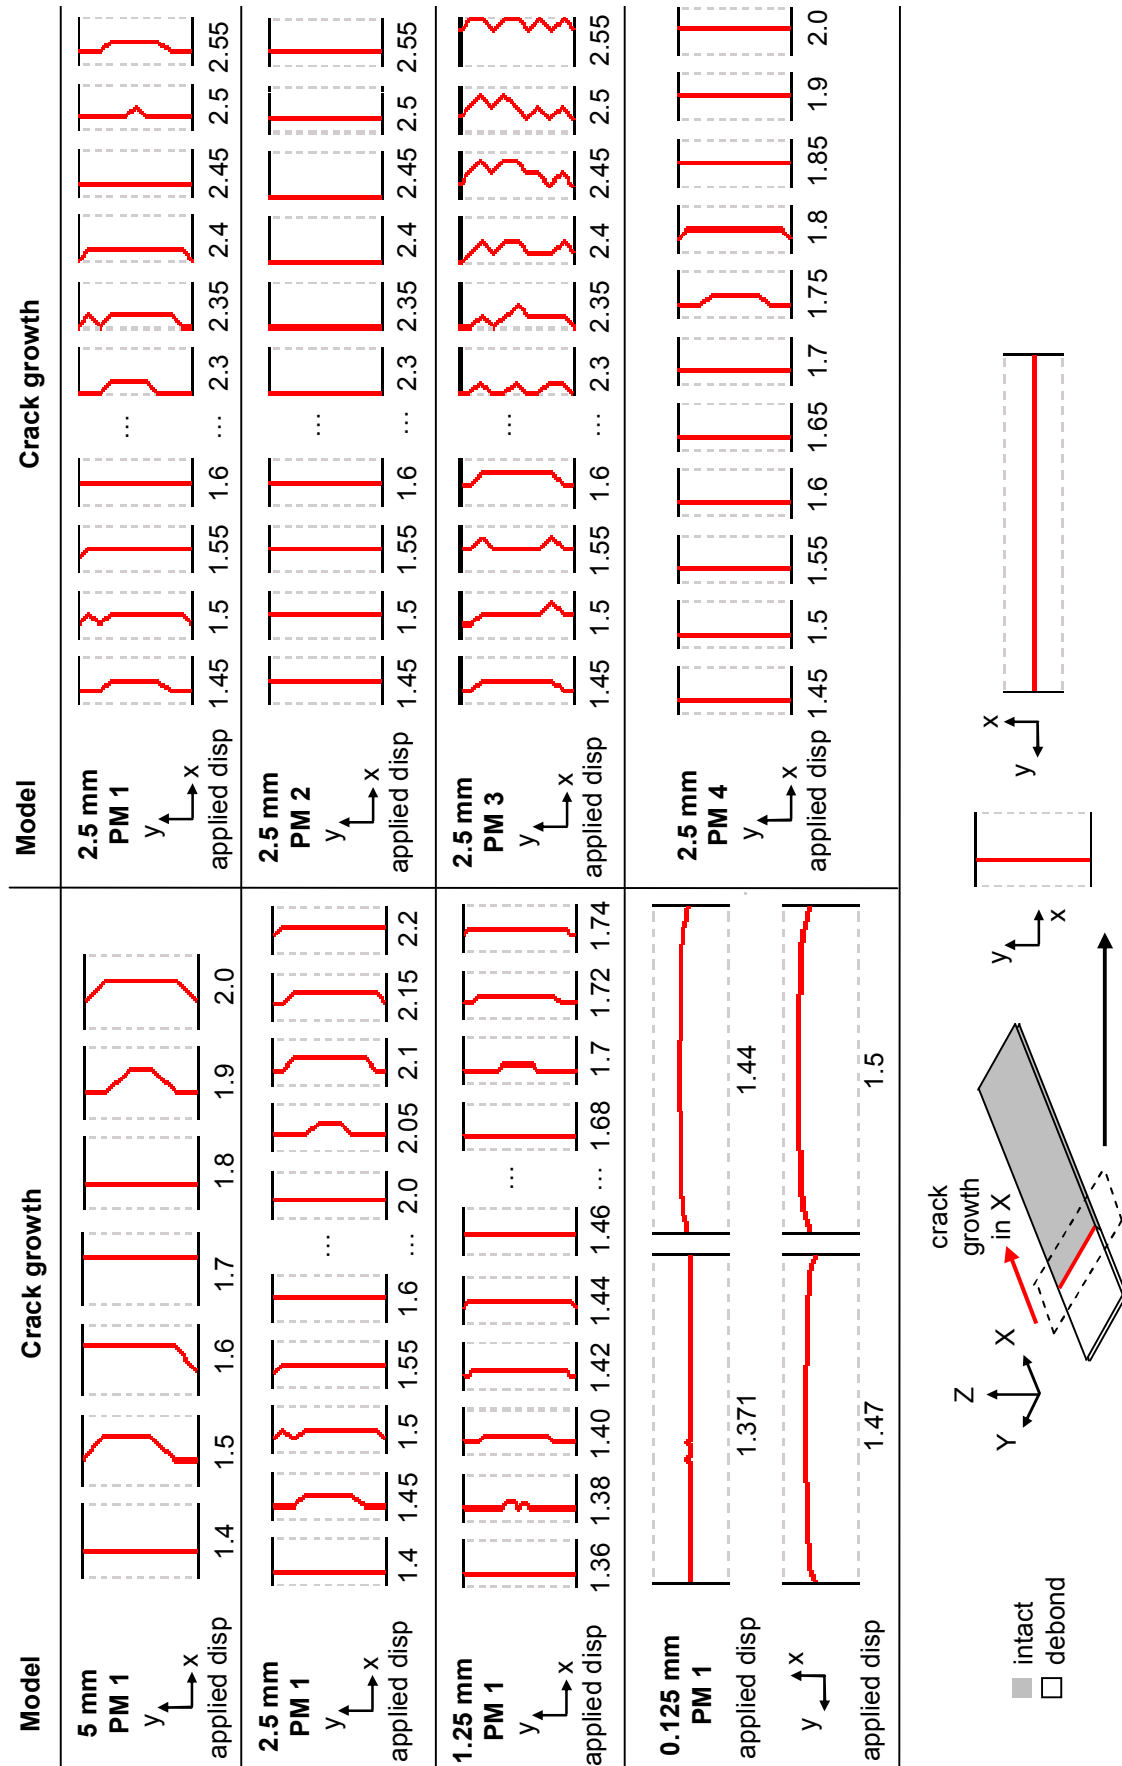 Model Crack growth Model Crack growth
5 mm
PM 1
y
x
applied disp 1.4 1.5 1.6 1.7 1.8 1.9 2.0
2.5 mm
PM 1
y
x
applied disp 1.4 1.45 1.5 1.55 1.6 ... 2.0 2.05 2.1 2.15 2.2
1.25 mm
PM 1
y
x
applied disp 1.36 1.38 1.40 1.42 1.44 1.46 ... 1.68 1.7 1.72 1.74
0.125 mm
PM 1
applied disp 1.371 1.44
y
x
applied disp 1.47 1.5
2.5 mm
PM 1
y
x
applied disp 1.45 1.5 1.55 1.6 ... 2.3 2.35 2.4 2.45 2.5 2.55
2.5 mm
PM 2
y
x
applied disp 1.45 1.5 1.55 1.6 ... 2.3 2.35 2.4 2.45 2.5 2.55
2.5 mm
PM 3
y
x
applied disp 1.45 1.5 1.55 1.6 ... 2.3 2.35 2.4 2.45 2.5 2.55
2.5 mm
PM 4
y
x
applied disp 1.45 1.5 1.55 1.6 1.65 1.7 1.75 1.8 1.85 1.9 2.0
intact
debond
Z
Y
X
crack
growth
in X
y
x
x
y